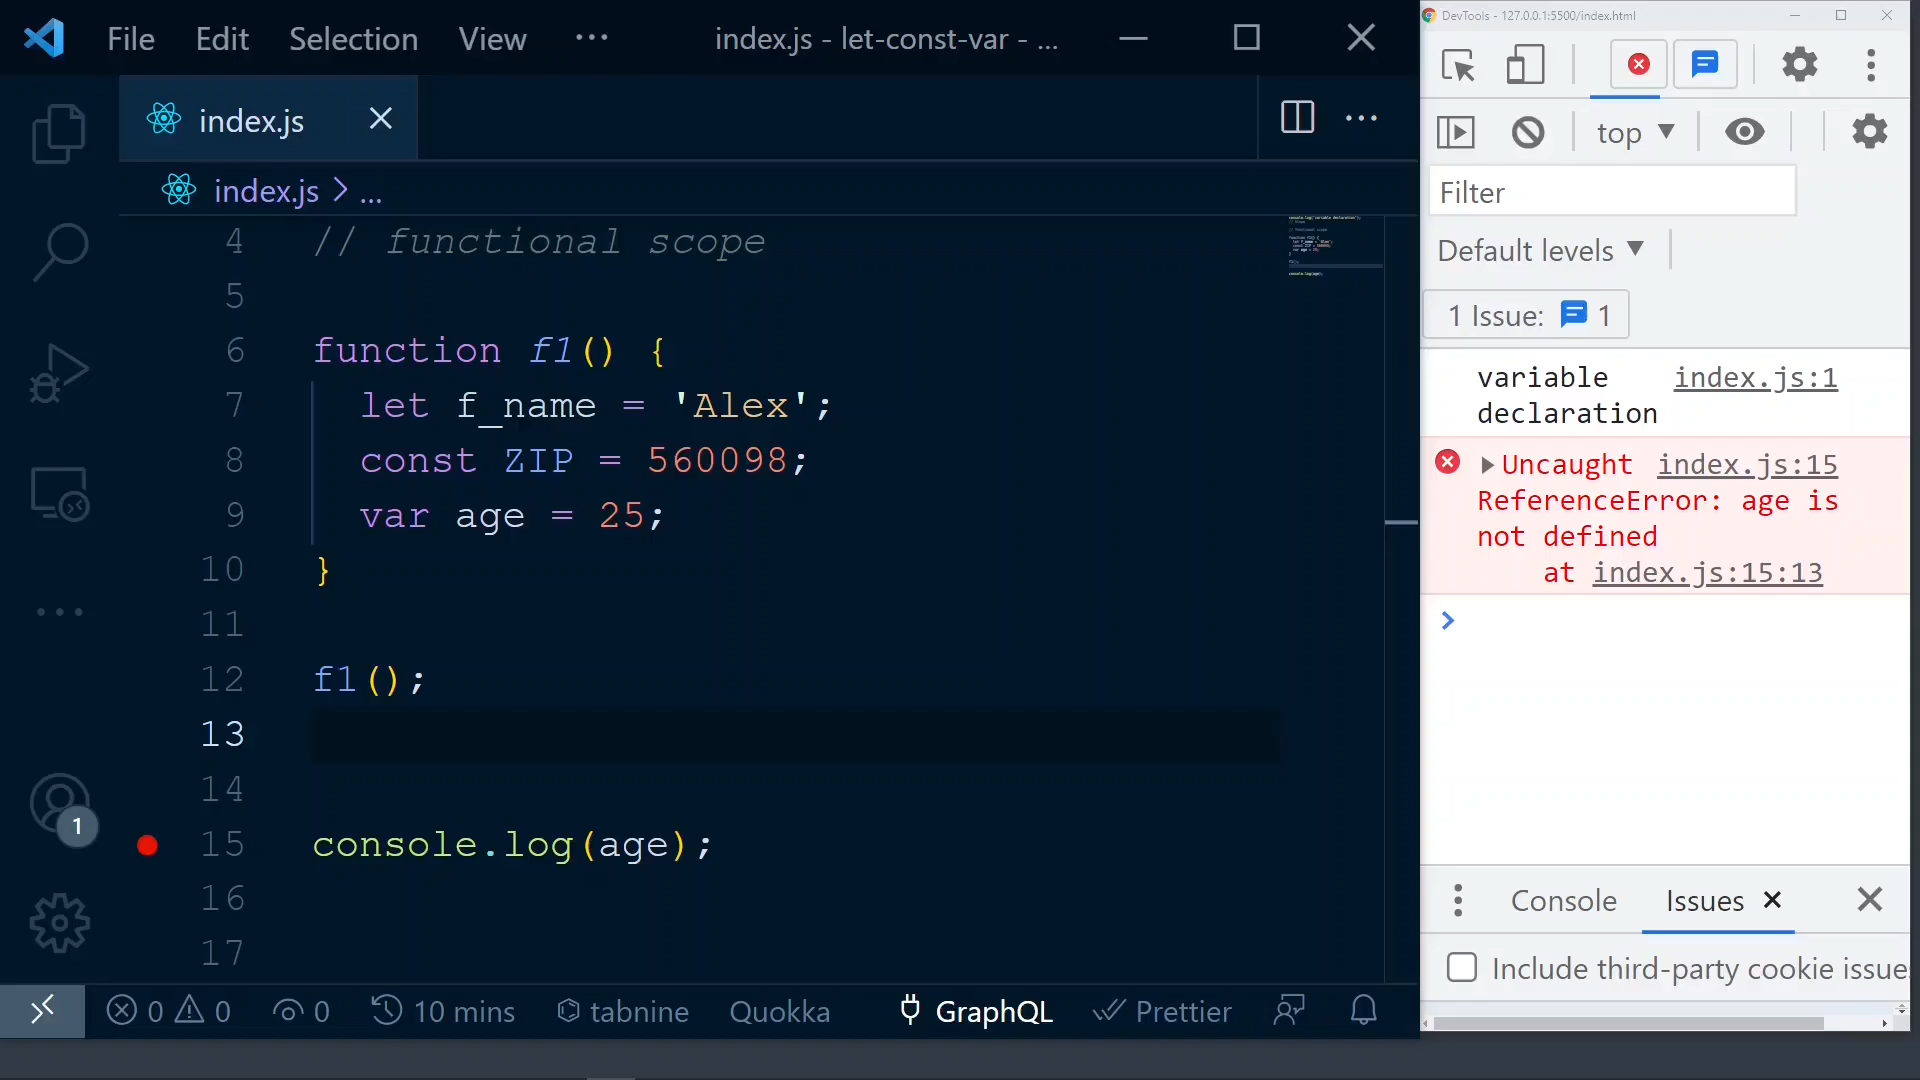 File Edit Selection View ··· index.js - let-const-var - ...
index.js
index.js > ...
4 // functional scope
5
6 function f1() {
7 let f_name = 'Alex';
8 const ZIP = 560098;
9 var age = 25;
10 }
11
12 f1();
13
14
15 console.log(age);
16
17
1
0 0 0 10 mins tabnine Quokka GraphQL Prettier
DevTools - 127.0.0.1:5500/index.html
top
Filter
Default levels
1 Issue: 1
variable index.js:1
declaration
Uncaught index.js:15
ReferenceError: age is
not defined
at index.js:15:13
Console Issues
Include third-party cookie issue